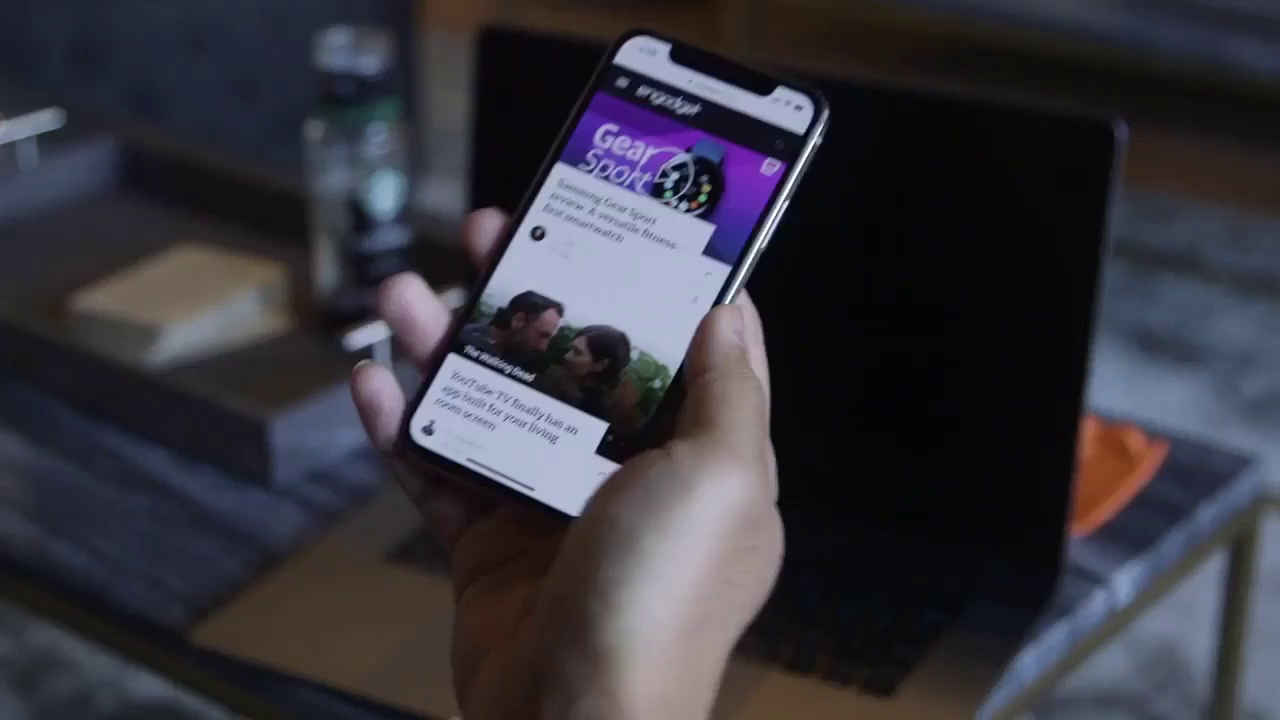 engadget
Gear
Sport
Samsung Gear Sport
review: A versatile fitness-
first smartwatch
The Walking Dead
YouTube TV finally has an
app built for your living
room screen